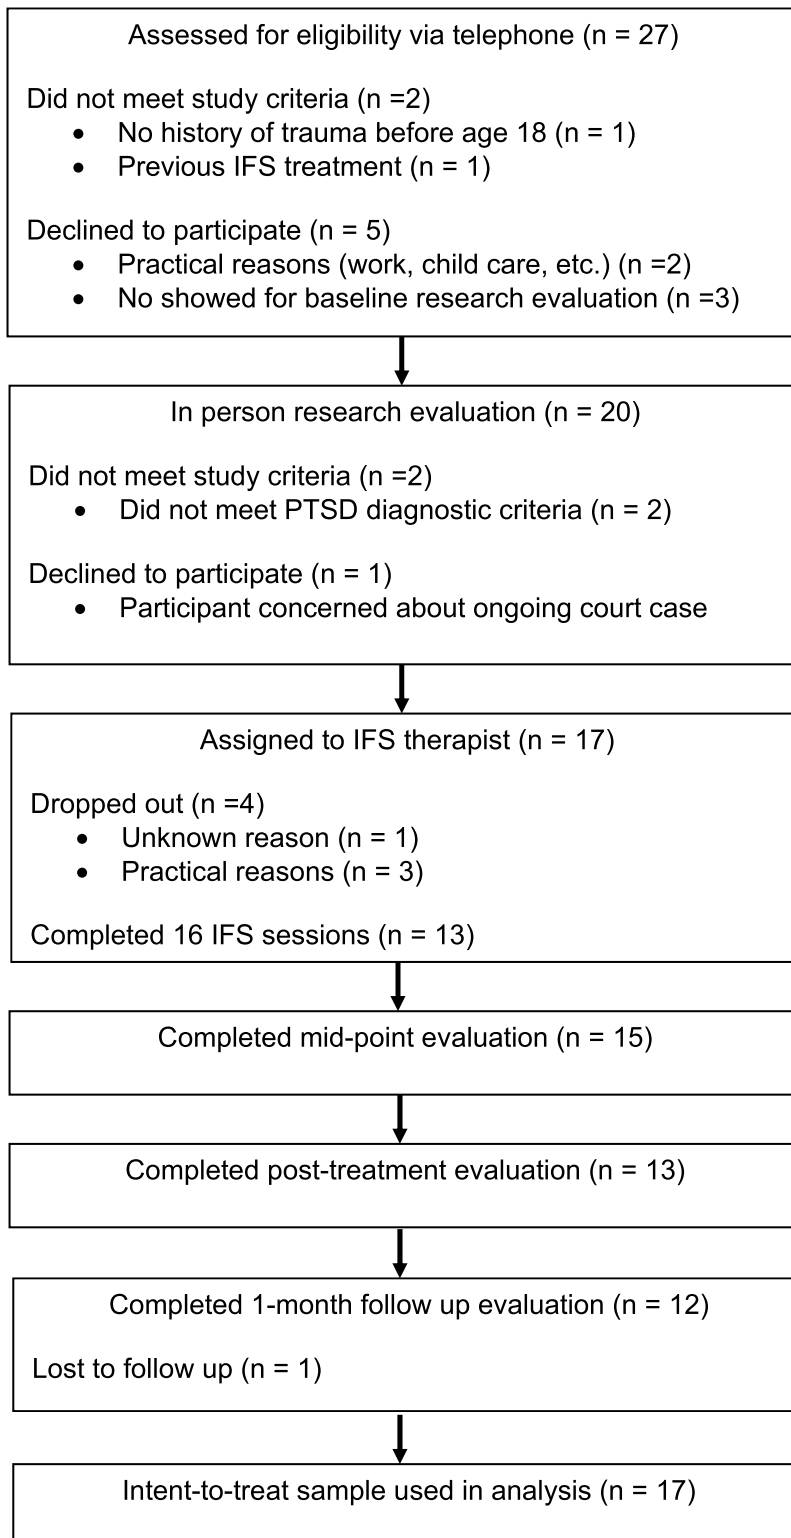 Assessed for eligibility via telephone (n = 27)
Did not meet study criteria (n =2)
• No history of trauma before age 18 (n = 1)
• Previous IFS treatment (n = 1)
Declined to participate (n = 5)
• Practical reasons (work, child care, etc.) (n =2)
• No showed for baseline research evaluation (n =3)
In person research evaluation (n = 20)
Did not meet study criteria (n =2)
• Did not meet PTSD diagnostic criteria (n = 2)
Declined to participate (n = 1)
• Participant concerned about ongoing court case
Assigned to IFS therapist (n = 17)
Dropped out (n =4)
• Unknown reason (n = 1)
• Practical reasons (n = 3)
Completed 16 IFS sessions (n = 13)
Completed mid-point evaluation (n = 15)
Completed post-treatment evaluation (n = 13)
Completed 1-month follow up evaluation (n = 12)
Lost to follow up (n = 1)
Intent-to-treat sample used in analysis (n = 17)